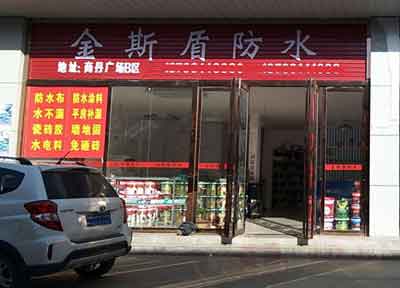 金斯盾防水
地址:商丹广场B区
防水布 防水涂料
水不漏 平房补漏
瓷砖胶 墙地固
水电料 免砸砖